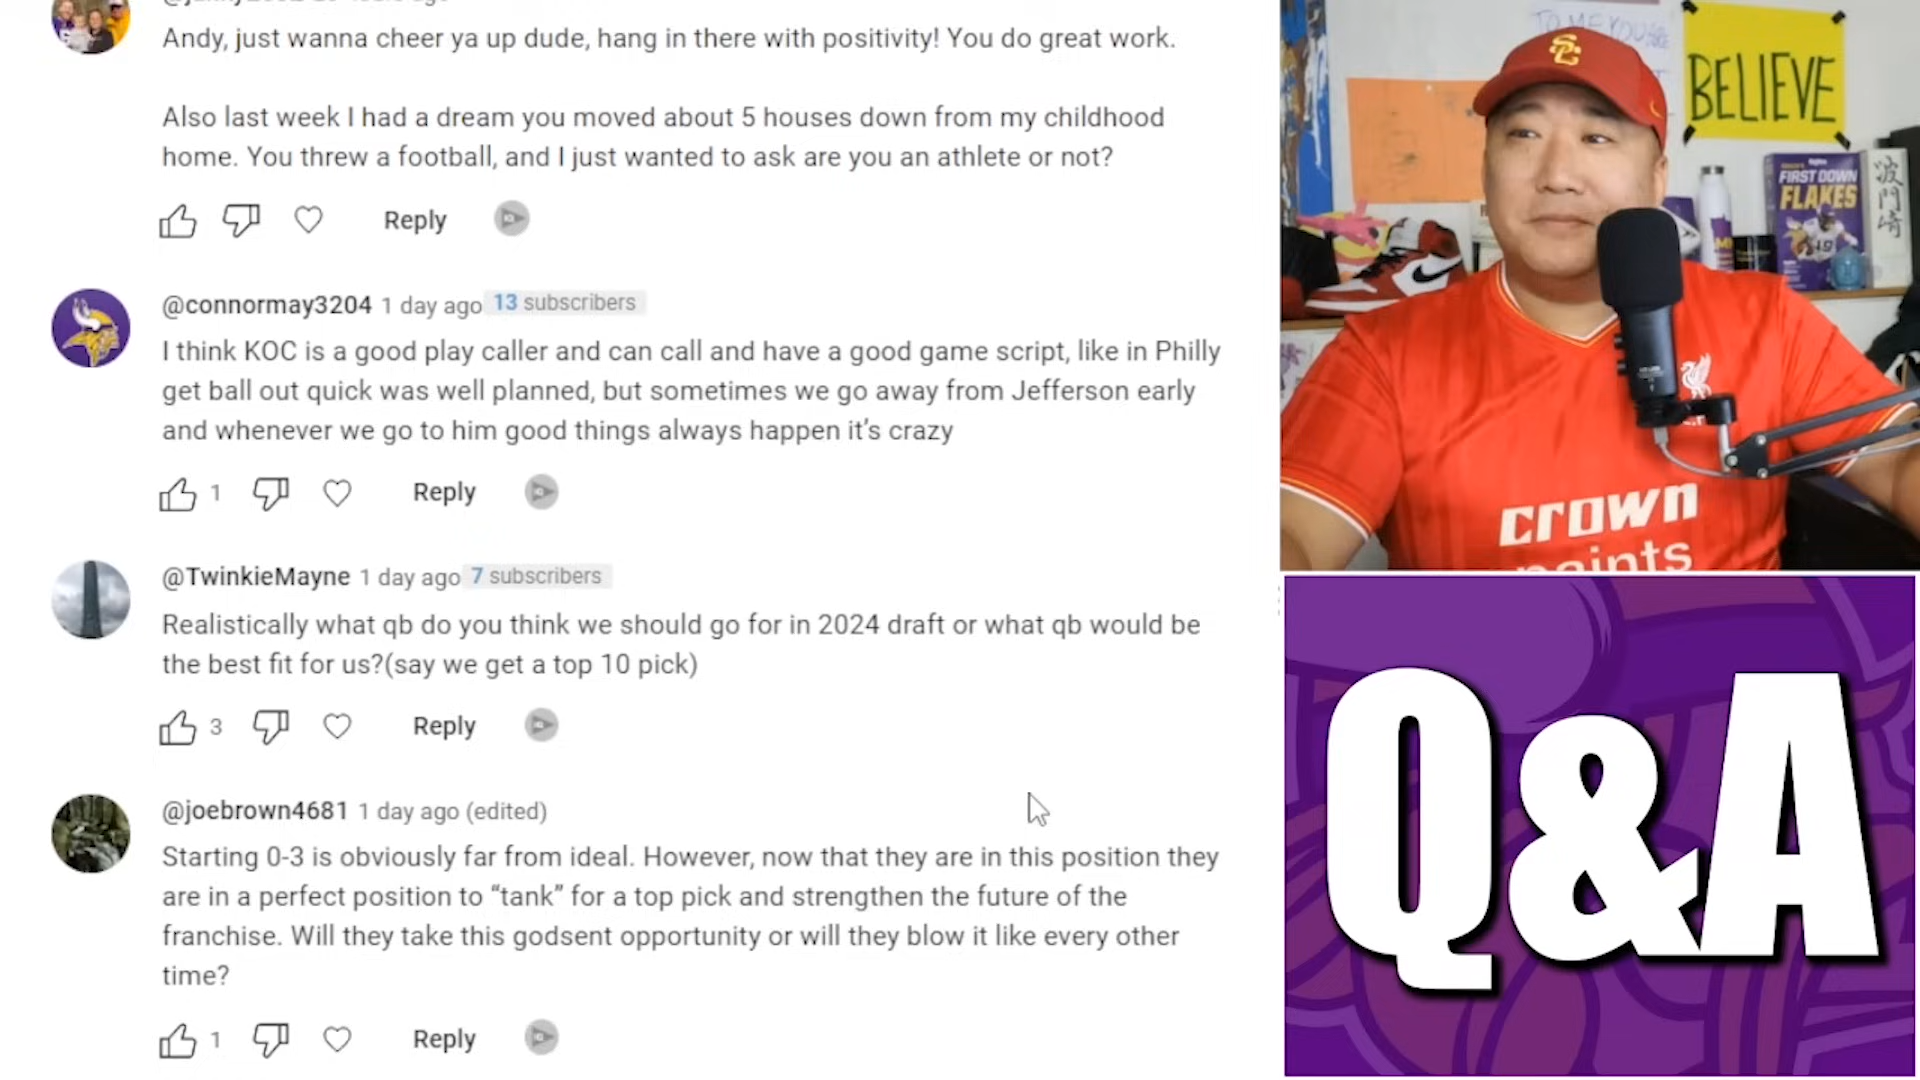 Andy, just wanna cheer ya up dude, hang in there with positivity! You do great work.
Also last week I had a dream you moved about 5 houses down from my childhood
home. You threw a football, and I just wanted to ask are you an athlete or not?
Reply
@connormay3204 1 day ago 13 subscribers
I think KOC is a good play caller and can call and have a good game script, like in Philly
get ball out quick was well planned, but sometimes we go away from Jefferson early
and whenever we go to him good things always happen it's crazy
1 Reply
@TwinkieMayne 1 day ago 7 subscribers
Realistically what qb do you think we should go for in 2024 draft or what qb would be
the best fit for us?(say we get a top 10 pick)
3 Reply
@joebrown4681 1 day ago (edited)
Starting 0-3 is obviously far from ideal. However, now that they are in this position they
are in a perfect position to “tank” for a top pick and strengthen the future of the
franchise. Will they take this godsent opportunity or will they blow it like every other
time?
1 Reply
TO ME YOU ARE
BELIEVE
FIRST DOWN
FLAKES
19
波
門
崎
SC
crown
paints
Q&A